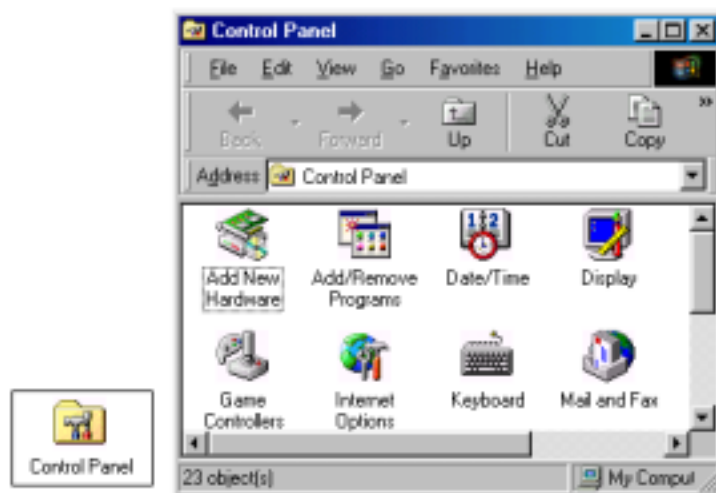 Control Panel
File Edit View Go Favorites Help
Back Forward Up Cut Copy »
Address Control Panel
Add New Hardware
Add/Remove Programs
Date/Time
Display
Game Controllers
Internet Options
Keyboard
Mail and Fax
23 object(s) My Comput
Control Panel